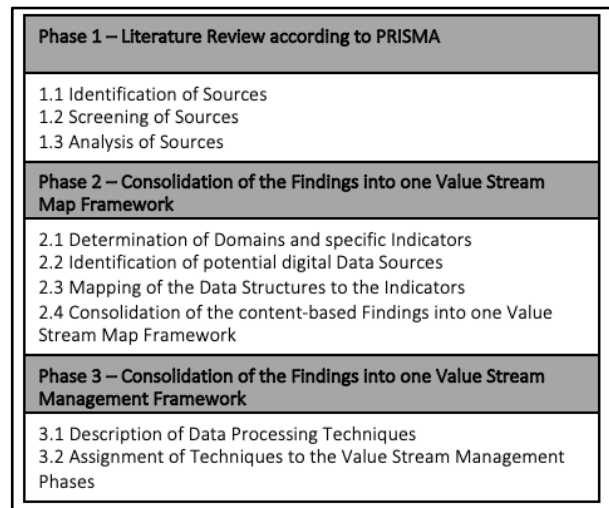 Phase 1 – Literature Review according to PRISMA
1.1 Identification of Sources
1.2 Screening of Sources
1.3 Analysis of Sources
Phase 2 – Consolidation of the Findings into one Value Stream
Map Framework
2.1 Determination of Domains and specific Indicators
2.2 Identification of potential digital Data Sources
2.3 Mapping of the Data Structures to the Indicators
2.4 Consolidation of the content-based Findings into one Value
Stream Map Framework
Phase 3 – Consolidation of the Findings into one Value Stream
Management Framework
3.1 Description of Data Processing Techniques
3.2 Assignment of Techniques to the Value Stream Management
Phases